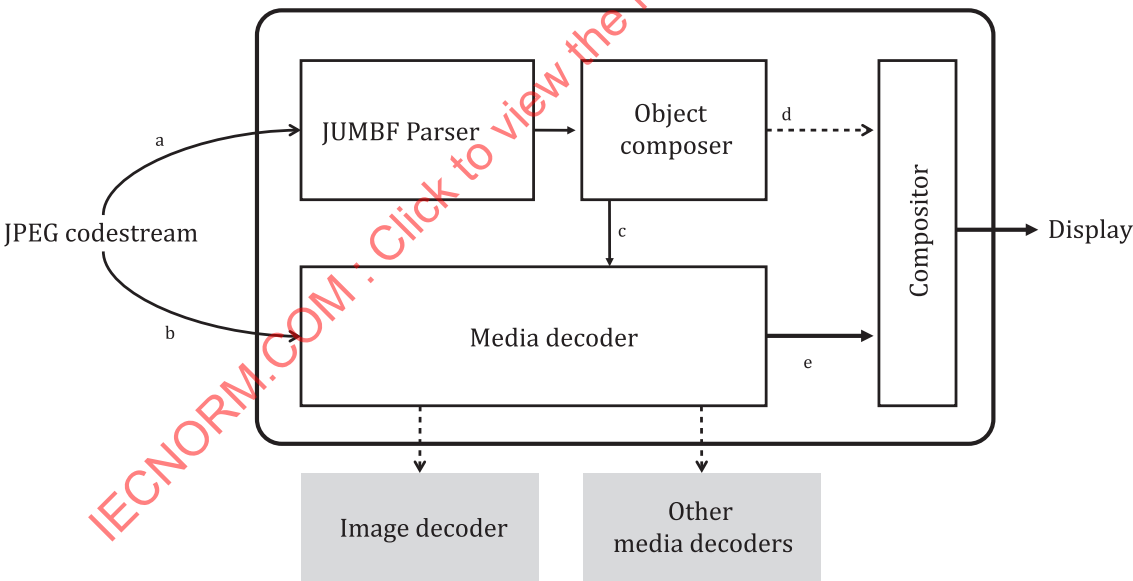 a
JUMBF Parser
Object
composer
d
JPEG codestream
c
Compositor
Display
b
Media decoder
e
Image decoder
Other
media decoders
IECNORM.COM : Click to view the